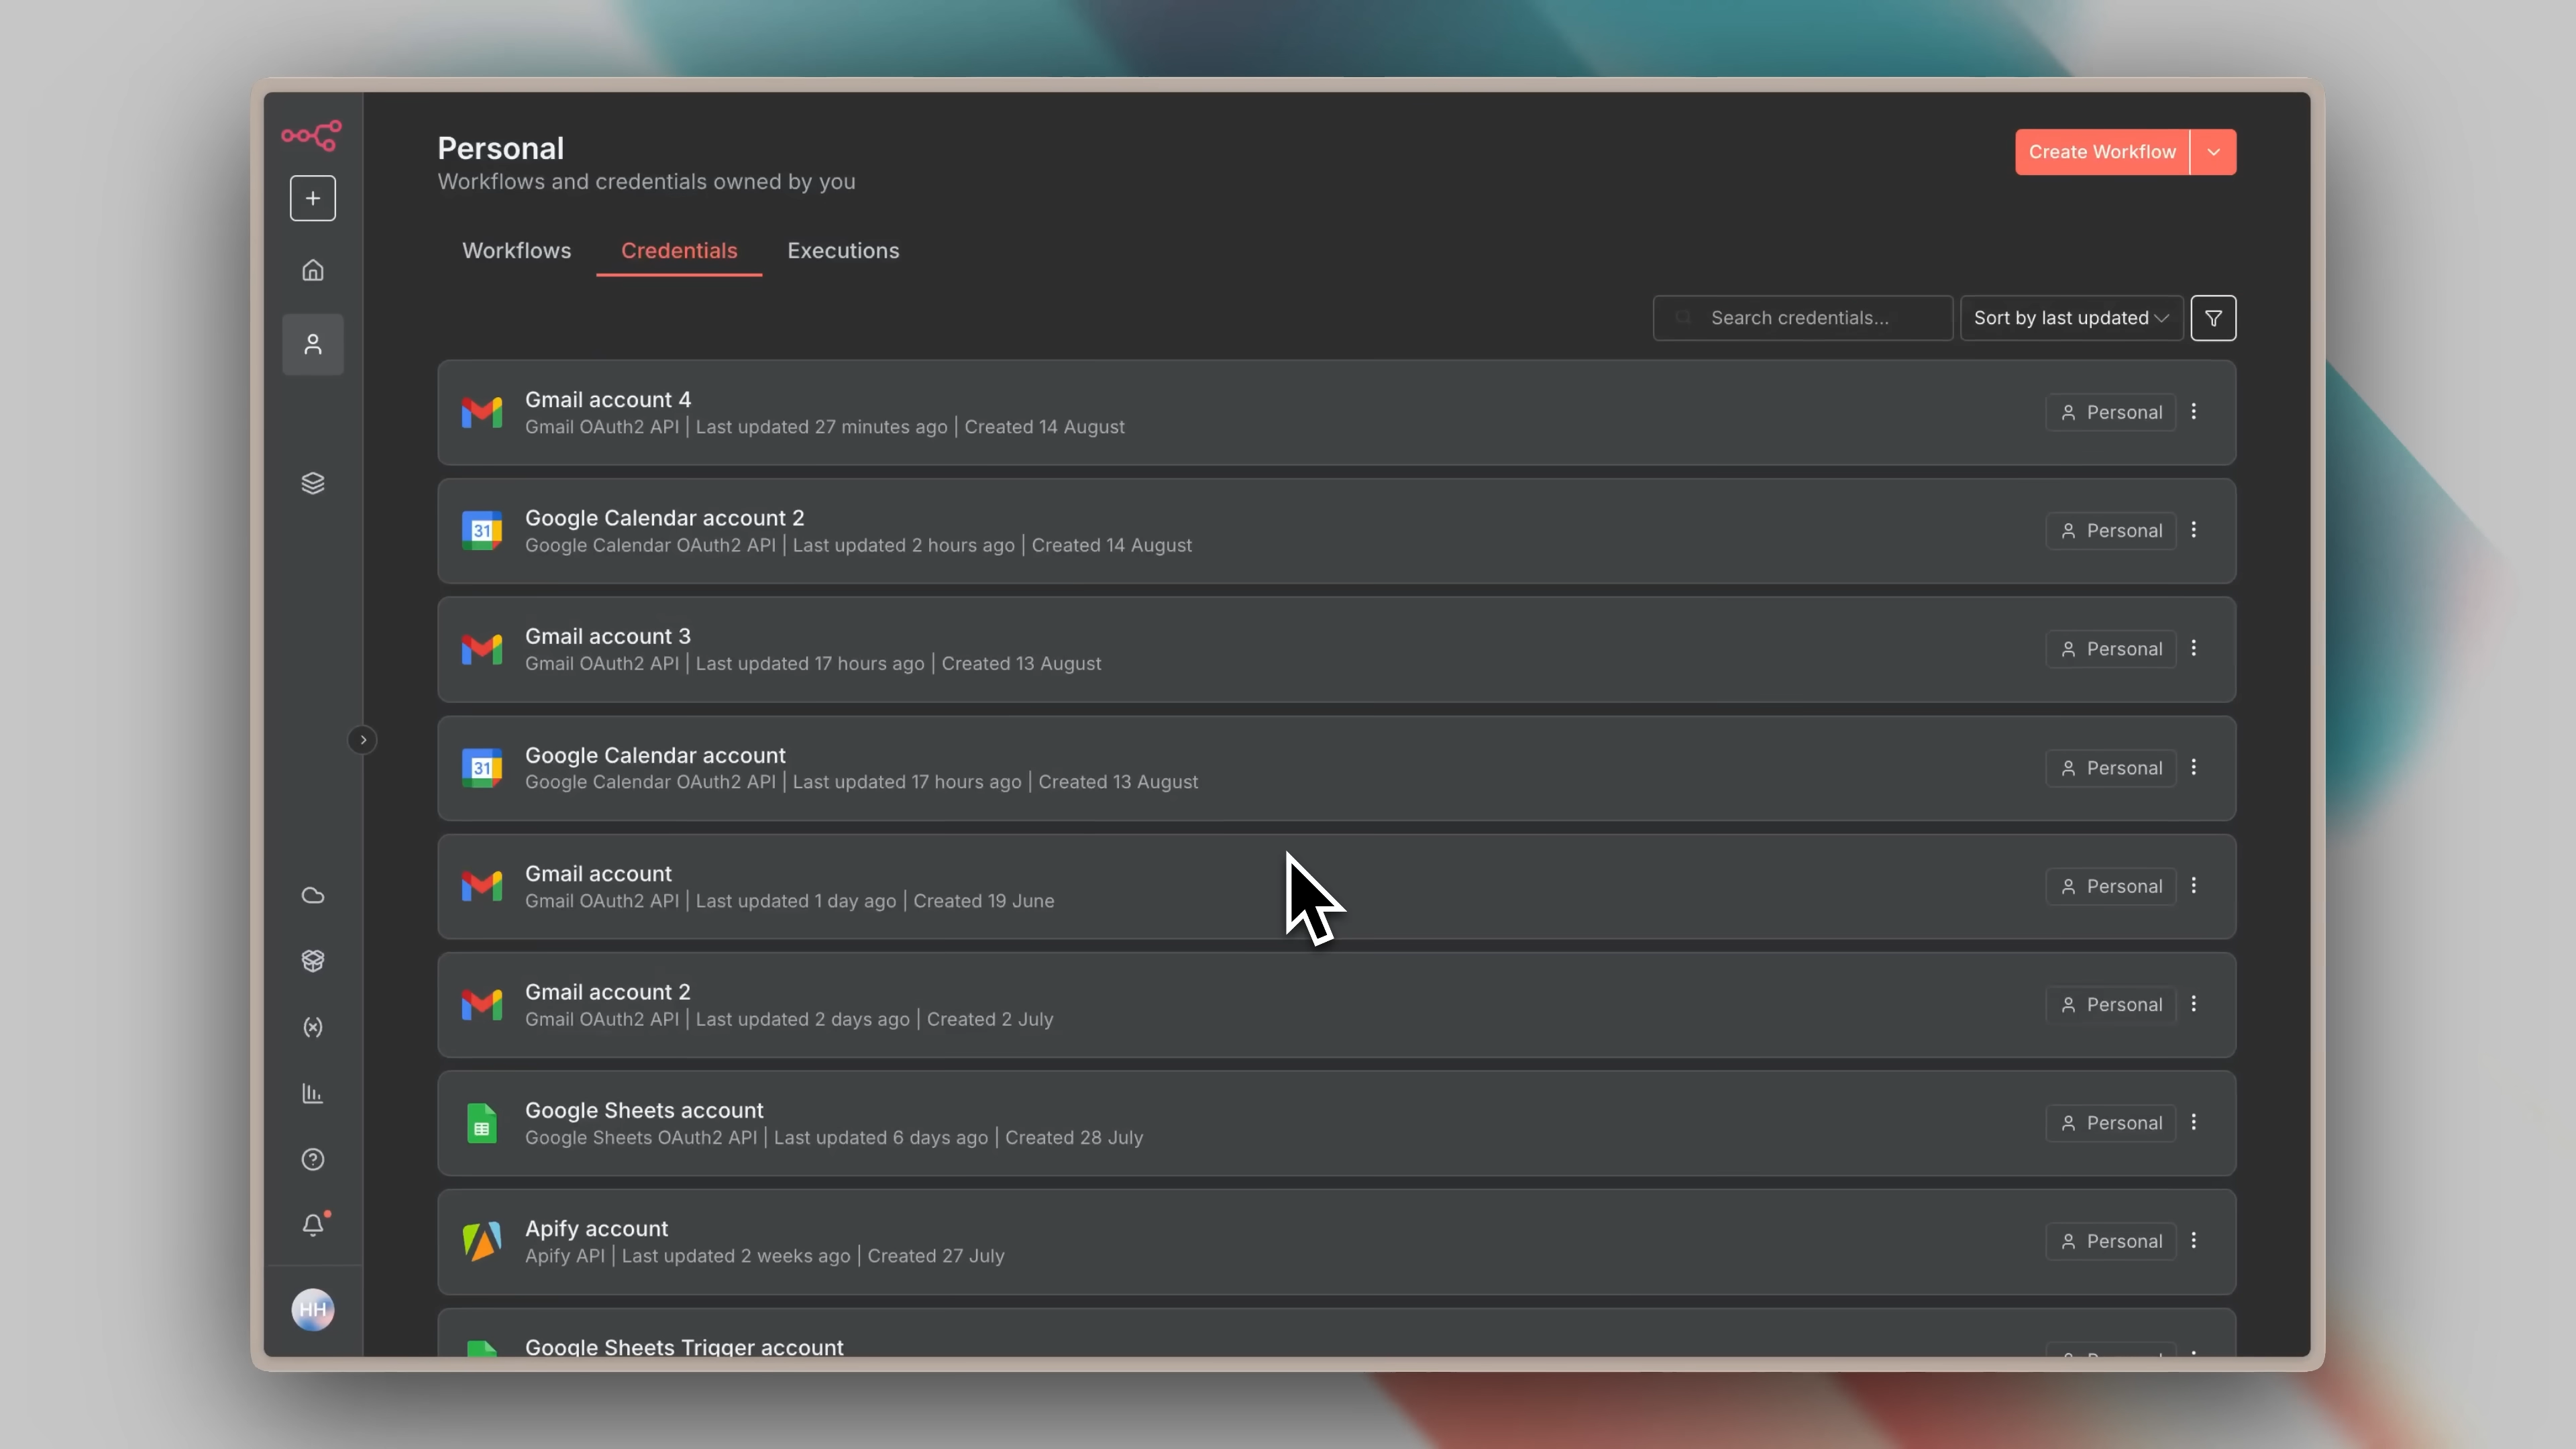 Personal
Workflows and credentials owned by you
Create Workflow
Workflows
Credentials
Executions
Search credentials...
Sort by last updated
Gmail account 4
Gmail OAuth2 API | Last updated 27 minutes ago | Created 14 August
Personal
31
Google Calendar account 2
Google Calendar OAuth2 API | Last updated 2 hours ago | Created 14 August
Personal
Gmail account 3
Gmail OAuth2 API | Last updated 17 hours ago | Created 13 August
Personal
31
Google Calendar account
Google Calendar OAuth2 API | Last updated 17 hours ago | Created 13 August
Personal
Gmail account
Gmail OAuth2 API | Last updated 1 day ago | Created 19 June
Personal
Gmail account 2
Gmail OAuth2 API | Last updated 2 days ago | Created 2 July
Personal
Google Sheets account
Google Sheets OAuth2 API | Last updated 6 days ago | Created 28 July
Personal
Apify account
Apify API | Last updated 2 weeks ago | Created 27 July
Personal
Google Sheets Trigger account
HH